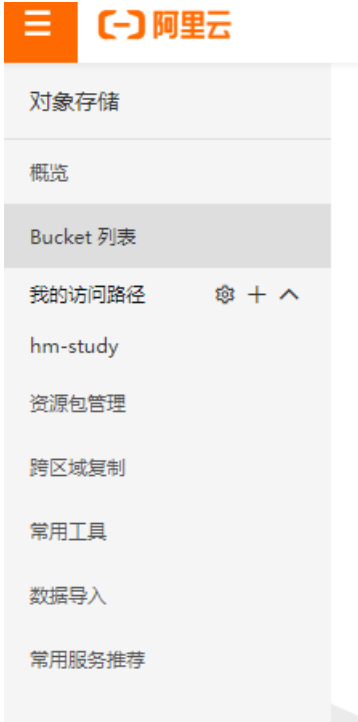 阿里云
对象存储
概览
Bucket 列表
我的访问路径
hm-study
资源包管理
跨区域复制
常用工具
数据导入
常用服务推荐